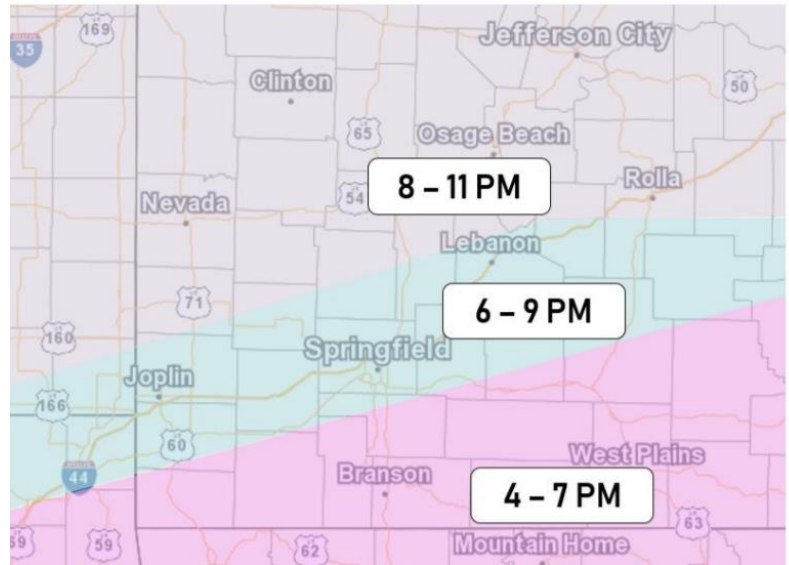 169
35
Jefferson City
Clinton
50
65
Osage Beach
8 – 11 PM
54
Rolla
Nevada
Lebanon
71
6 – 9 PM
160
Springfield
Joplin
166
60
West Plains
Branson
44
4 – 7 PM
63
69
59
62
Mountain Home